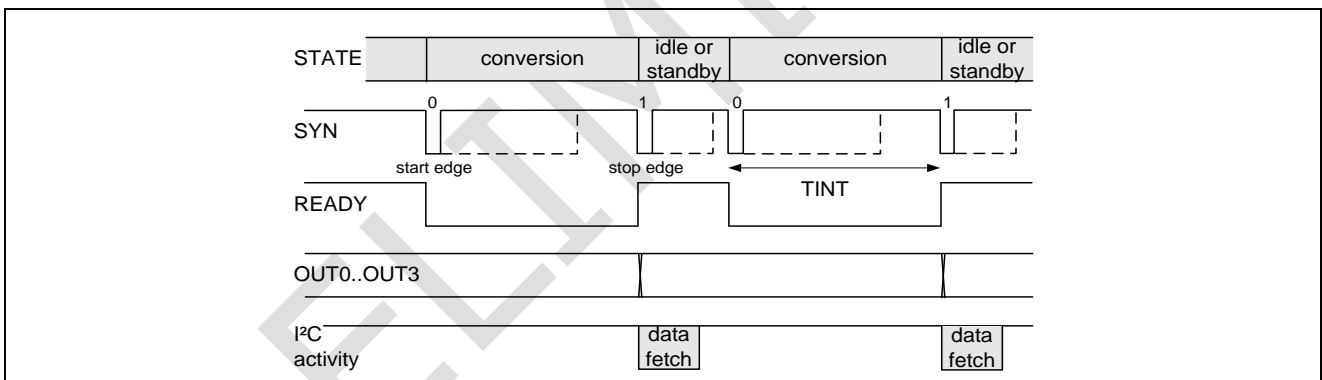 STATE
conversion
idle or
standby
conversion
idle or
standby
0
1
0
1
SYN
start edge
stop edge
TINT
READY
OUT0..OUT3
I²C
activity
data
fetch
data
fetch
ELIM